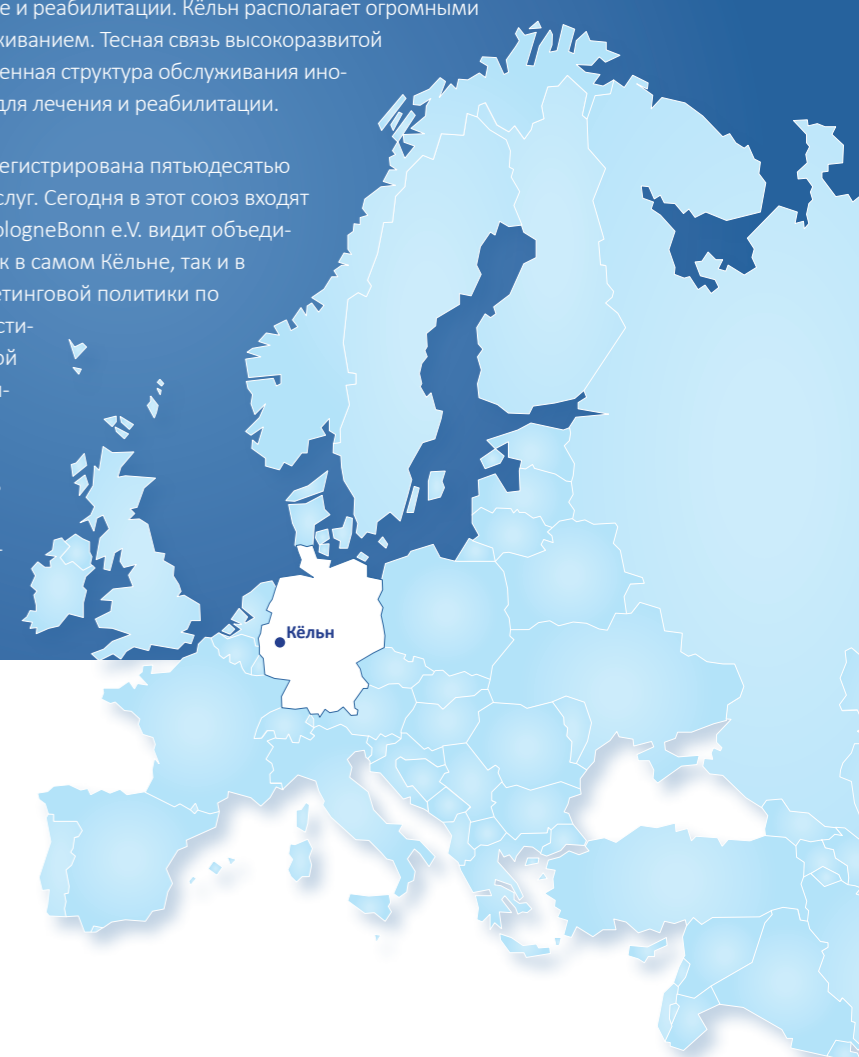 е и реабилитации. Кёльн располагает огромными
живанием. Тесная связь высокоразвитой
енная структура обслуживания ино-
для лечения и реабилитации.
егистрирована пятьюдесятью
слуг. Сегодня в этот союз входят
ologneBonn e.V. видит объеди-
к в самом Кёльне, так и в
етинговой политики по
сти-
ой
Кёльн